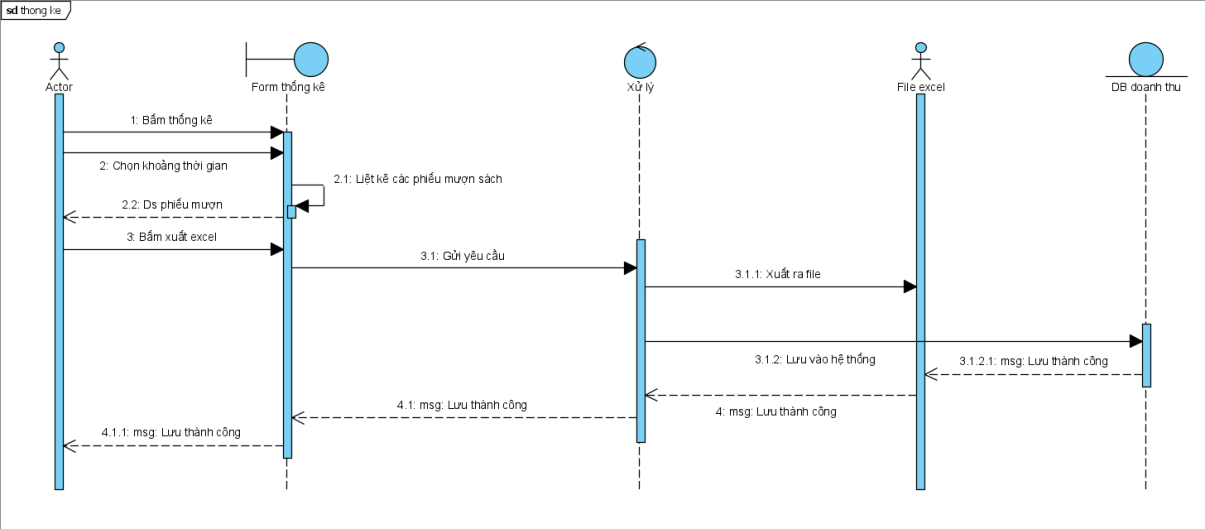 sd thong ke
Actor
Form thống kê
Xử lý
File excel
DB doanh thu
1: Bấm thống kê
2: Chọn khoảng thời gian
2.1: Liệt kê các phiếu mượn sách
2.2: Ds phiếu mượn
3: Bấm xuất excel
3.1: Gửi yêu cầu
3.1.1: Xuất ra file
3.1.2: Lưu vào hệ thống
3.1.2.1: msg: Lưu thành công
4: msg: Lưu thành công
4.1: msg: Lưu thành công
4.1.1: msg: Lưu thành công